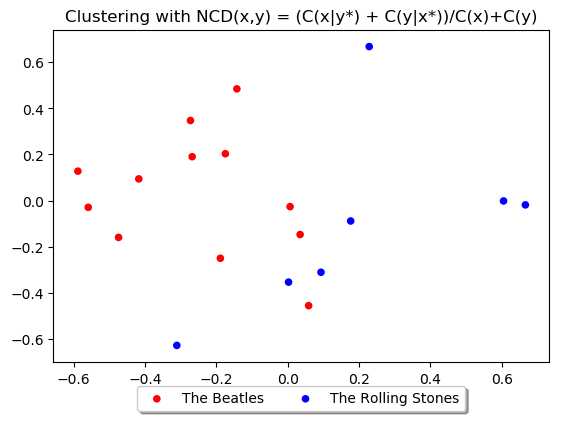 Clustering with NCD(x,y) = (C(x|y*) + C(y|x*))/C(x)+C(y)
0.6
0.4
0.2
0.0
−0.2
−0.4
−0.6
−0.6 −0.4 −0.2 0.0 0.2 0.4 0.6
The Beatles The Rolling Stones